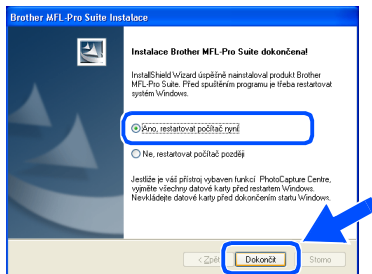 Brother MFL-Pro Suite Instalace
Instalace Brother MFL-Pro Suite dokončena!
InstallShield Wizard úspěšně nainstaloval produkt Brother
MFL-Pro Suite. Před spuštěním programu je třeba restartovat
systém Windows.
Ano, restartovat počítač nyní
Ne, restartovat počítač později
Jestliže je váš přístroj vybaven funkcí PhotoCapture Centre,
vyjměte všechny datové karty před restartem Windows.
Nevkládejte datové karty před dokončením startu Windows.
< Zpět
Dokončit
Storno